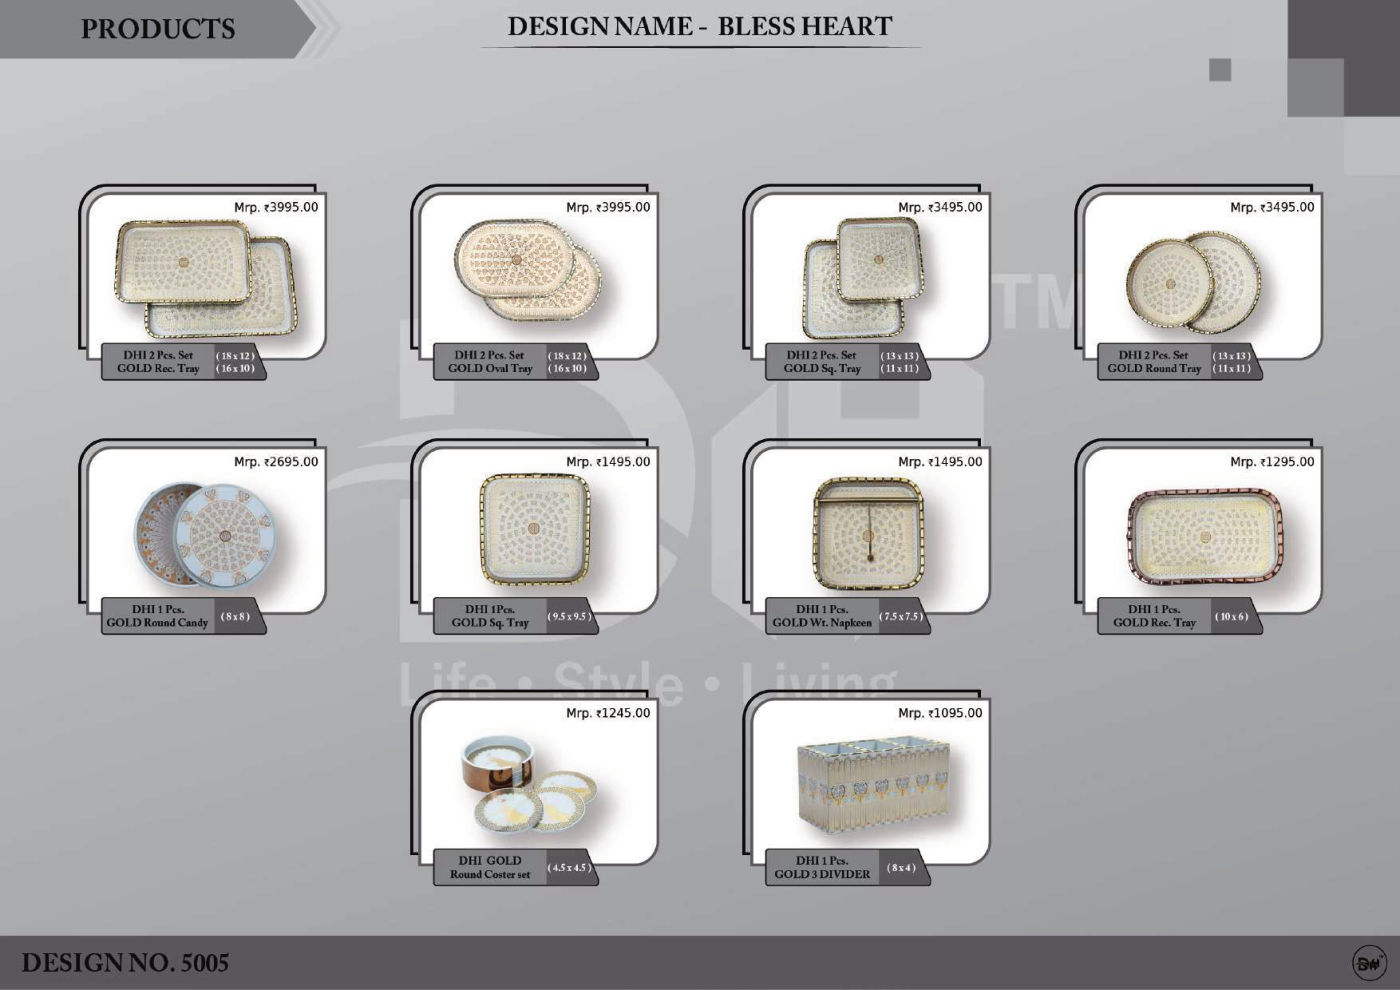 PRODUCTS
DESIGN NAME - BLESS HEART
Mrp. ₹3995.00
DHI 2 Pcs. Set
GOLD Rec. Tray
( 18 x 12 )
( 16 x 10 )
Mrp. ₹3995.00
DHI 2 Pcs. Set
GOLD Oval Tray
( 18 x 12 )
( 16 x 10 )
Mrp. ₹3495.00
DHI 2 Pcs. Set
GOLD Sq. Tray
( 13 x 13 )
( 11 x 11 )
Mrp. ₹3495.00
DHI 2 Pcs. Set
GOLD Round Tray
( 13 x 13 )
( 11 x 11 )
TM
Mrp. ₹2695.00
DHI 1 Pcs.
GOLD Round Candy
( 8 x 8 )
Mrp. ₹1495.00
DHI 1Pcs.
GOLD Sq. Tray
( 9.5 x 9.5 )
Mrp. ₹1495.00
DHI 1 Pcs.
GOLD Wt. Napkeen
( 7.5 x 7.5 )
Mrp. ₹1295.00
DHI 1 Pcs.
GOLD Rec. Tray
( 10 x 6 )
Life • Style • Living
Mrp. ₹1245.00
DHI GOLD
Round Coster set
( 4.5 x 4.5 )
Mrp. ₹1095.00
DHI 1 Pcs.
GOLD 3 DIVIDER
( 8 x 4 )
DESIGN NO. 5005